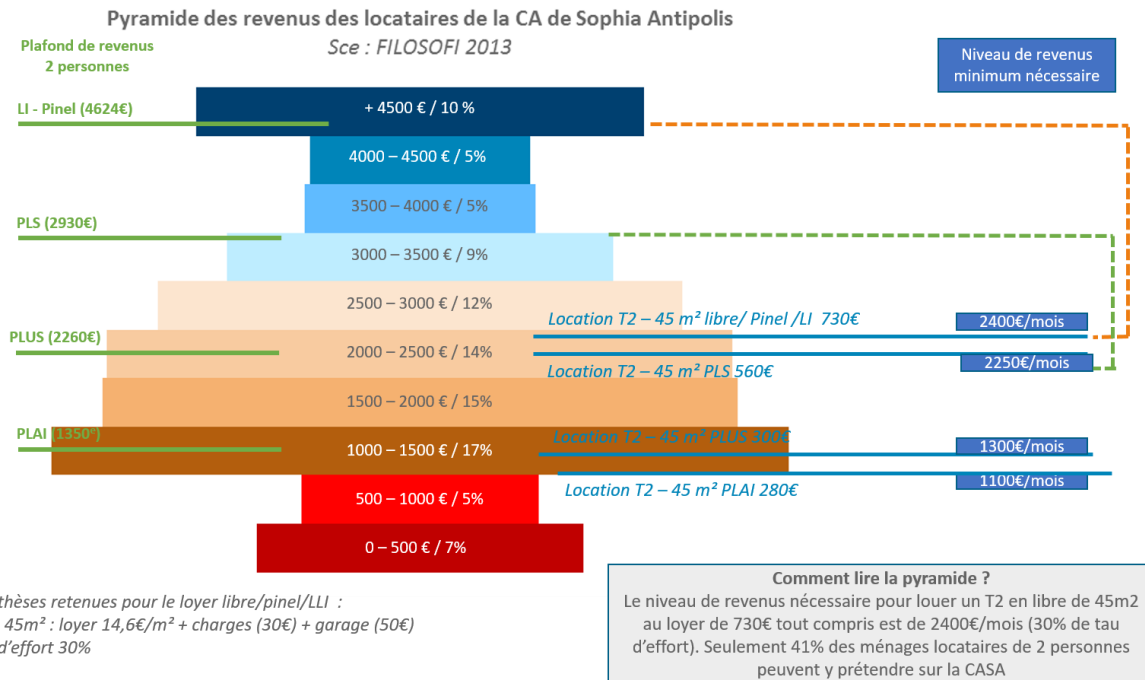 Pyramide des revenus des locataires de la CA de Sophia Antipolis
Sce : FILOSOFI 2013
Plafond de revenus
2 personnes
Niveau de revenus
minimum nécessaire
LI - Pinel (4624€)
+ 4500 € / 10 %
4000 – 4500 € / 5%
3500 – 4000 € / 5%
PLS (2930€)
3000 – 3500 € / 9%
2500 – 3000 € / 12%
Location T2 – 45 m² libre/ Pinel /LI 730€
2400€/mois
PLUS (2260€)
2000 – 2500 € / 14%
2250€/mois
Location T2 – 45 m² PLS 560€
1500 – 2000 € / 15%
PLAI (1350€)
Location T2 – 45 m² PLUS 300€
1300€/mois
1000 – 1500 € / 17%
1100€/mois
Location T2 – 45 m² PLAI 280€
500 – 1000 € / 5%
0 – 500 € / 7%
thèses retenues pour le loyer libre/pinel/LLI :
45m² : loyer 14,6€/m² + charges (30€) + garage (50€)
d'effort 30%
Comment lire la pyramide ?
Le niveau de revenus nécessaire pour louer un T2 en libre de 45m2
au loyer de 730€ tout compris est de 2400€/mois (30% de tau
d'effort). Seulement 41% des ménages locataires de 2 personnes
peuvent y prétendre sur la CASA